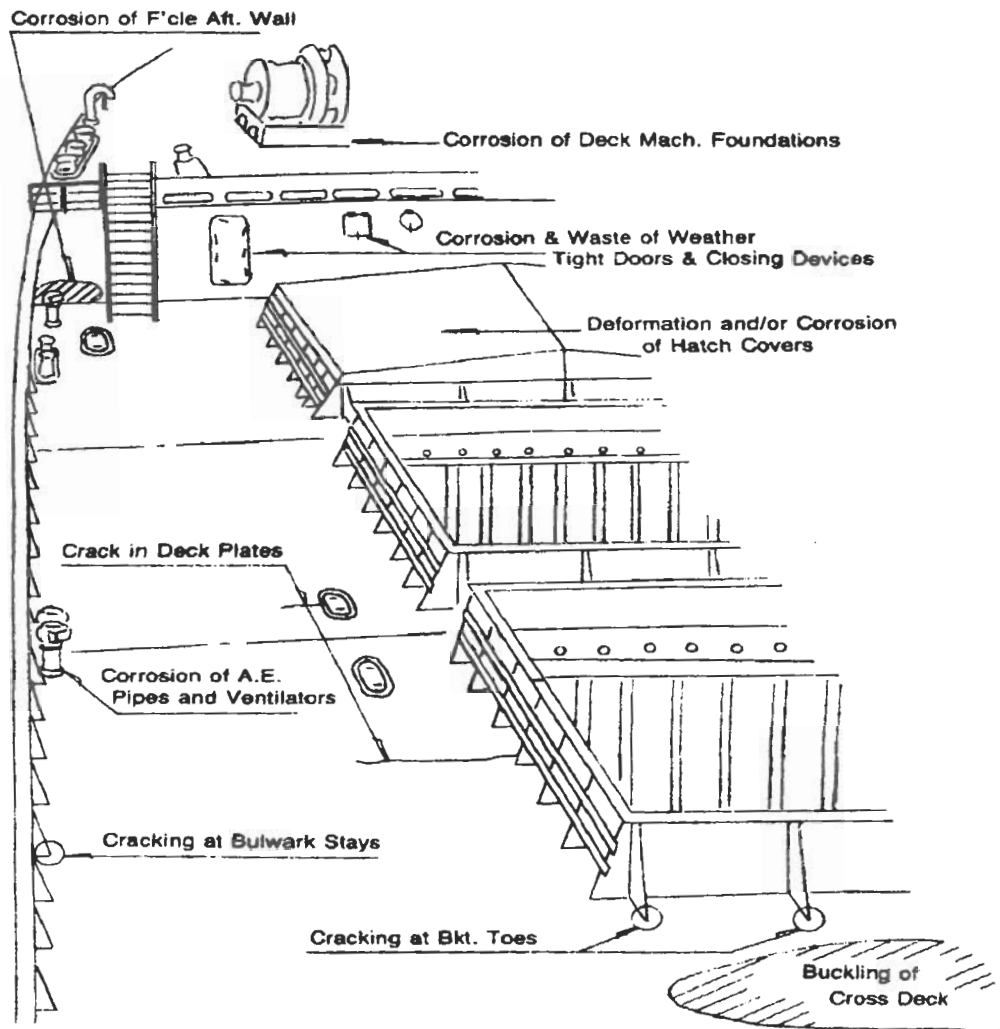 Corrosion of F'cle Aft. Wall
Corrosion of Deck Mach. Foundations
Corrosion & Waste of Weather
Tight Doors & Closing Devices
Deformation and/or Corrosion
of Hatch Covers
Crack in Deck Plates
Corrosion of A.E.
Pipes and Ventilators
Cracking at Bulwark Stays
Cracking at Bkt. Toes
Buckling of
Cross Deck